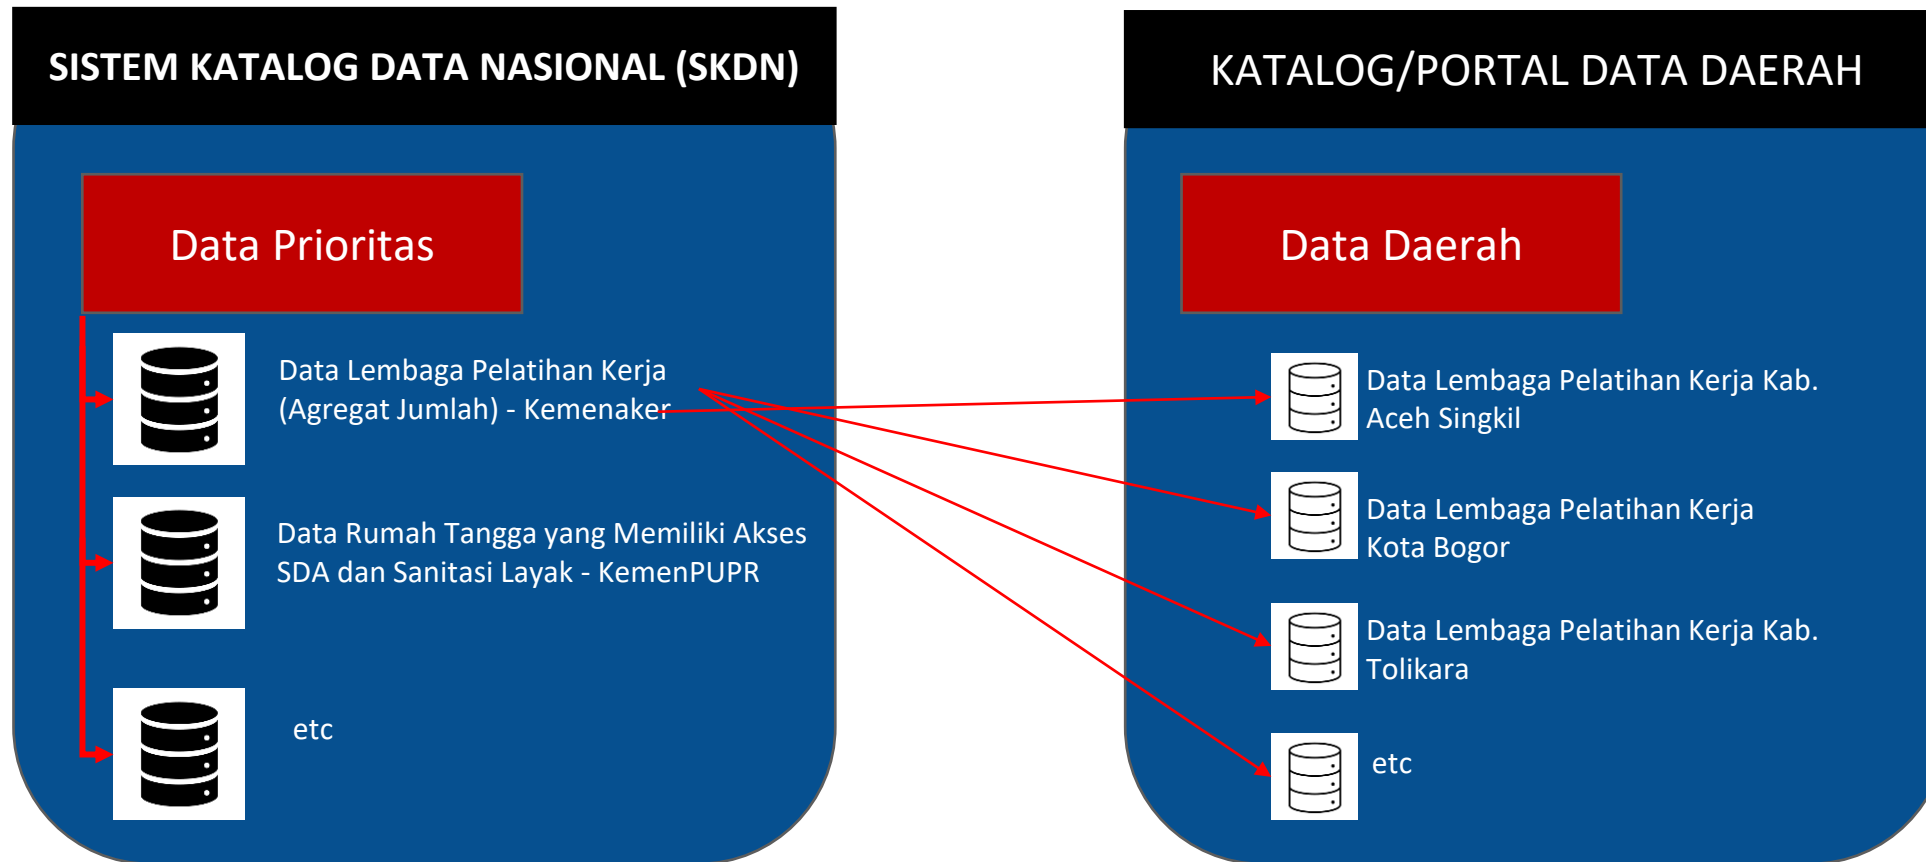 SISTEM KATALOG DATA NASIONAL (SKDN)
Data Prioritas
Data Lembaga Pelatihan Kerja
(Agregat Jumlah) - Kemenaker
Data Rumah Tangga yang Memiliki Akses
SDA dan Sanitasi Layak - KemenPUPR
etc
KATALOG/PORTAL DATA DAERAH
Data Daerah
Data Lembaga Pelatihan Kerja Kab.
Aceh Singkil
Data Lembaga Pelatihan Kerja
Kota Bogor
Data Lembaga Pelatihan Kerja Kab.
Tolikara
etc